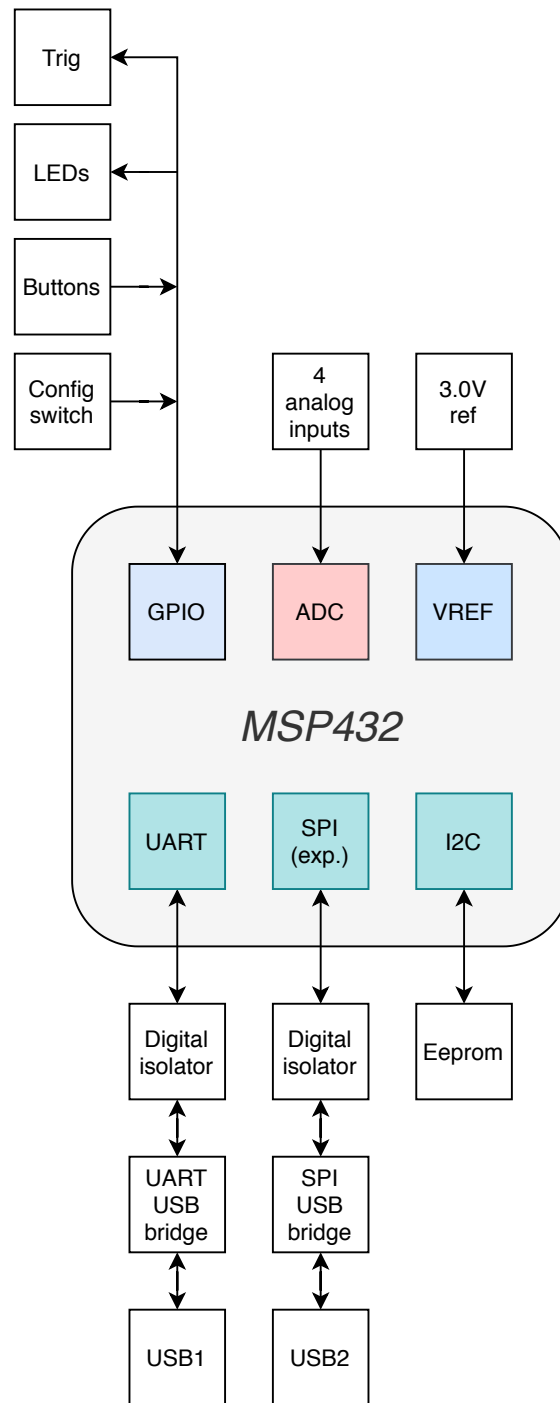 Trig
LEDs
Buttons
Config
switch
4
analog
inputs
3.0V
ref
GPIO
ADC
VREF
MSP432
UART
SPI
(exp.)
I2C
Digital
isolator
Digital
isolator
Eeprom
UART
USB
bridge
SPI
USB
bridge
USB1
USB2